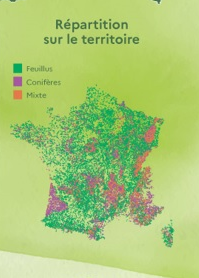 Répartition
sur le territoire
Feuillus
Conifères
Mixte